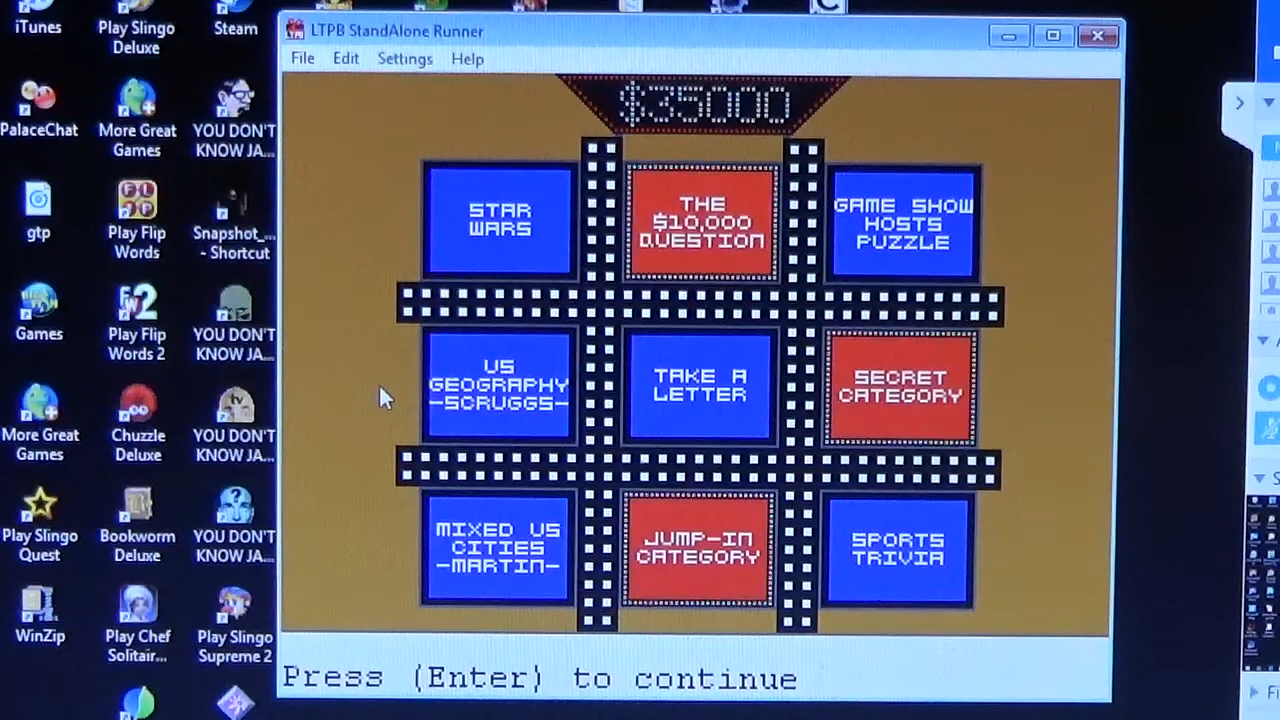 iTunes
Play Slingo
Deluxe
Steam
PalaceChat
More Great
Games
YOU DON'T
KNOW JA...
gtp
Play Flip
Words
Snapshot_...
- Shortcut
Games
Play Flip
Words 2
YOU DON'T
KNOW JA...
More Great
Games
Chuzzle
Deluxe
YOU DON'T
KNOW JA...
Play Slingo
Quest
Bookworm
Deluxe
YOU DON'T
KNOW JA...
WinZip
Play Chef
Solitair...
Play Slingo
Supreme 2
LTPB StandAlone Runner
File Edit Settings Help
$35000
STAR
WARS
THE
$10,000
QUESTION
GAME SHOW
HOSTS
PUZZLE
US
GEOGRAPHY
-SCRUGGS-
TAKE A
LETTER
SECRET
CATEGORY
MIXED US
CITIES
-MARTIN-
JUMP-IN
CATEGORY
SPORTS
TRIVIA
Press (Enter) to continue